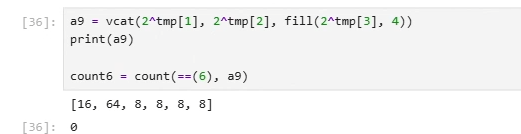 [36]: a9 = vcat(2^tmp[1], 2^tmp[2], fill(2^tmp[3], 4))
print(a9)
count6 = count(==(6), a9)
[16, 64, 8, 8, 8, 8]
[36]: 0